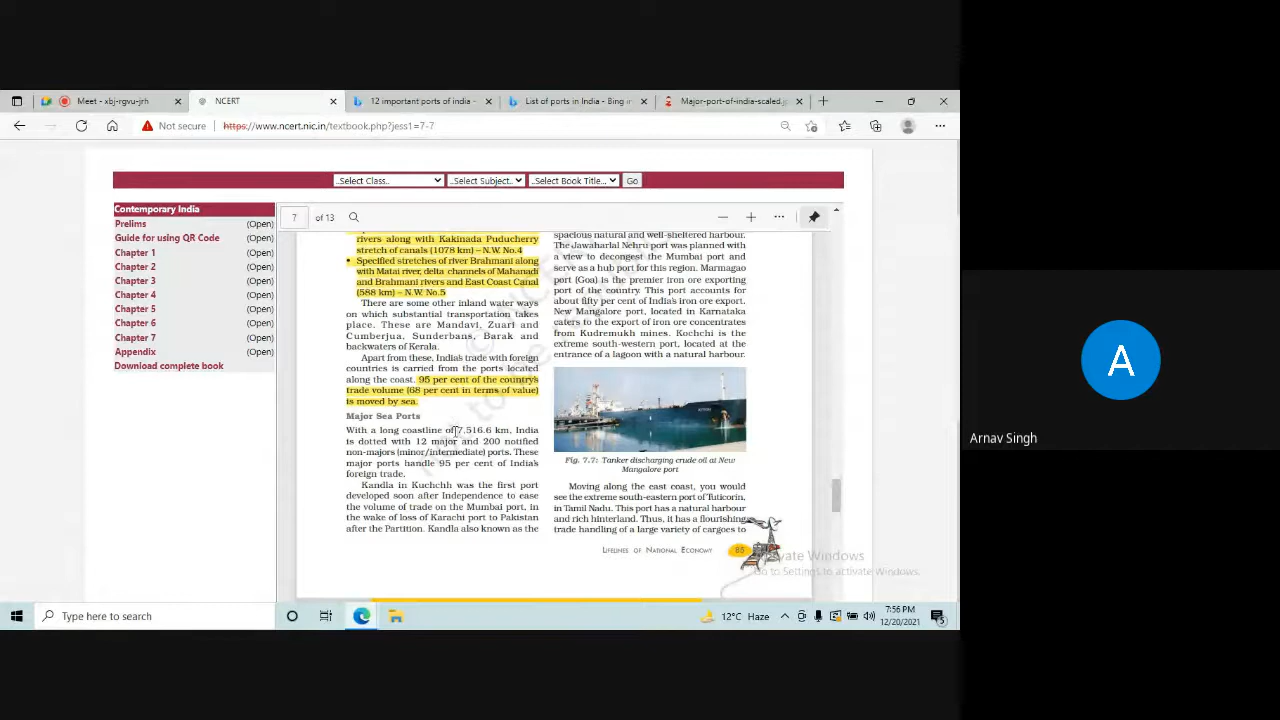 Meet - xbj-rgvu-jrh
NCERT
12 important ports of india -
List of ports in India - Bing in
Major-port-of-india-scaled.j
Not secure
https://www.ncert.nic.in/textbook.php?jess1=7-7
..Select Class..
..Select Subject..
..Select Book Title...
Go
Contemporary India
Prelims (Open)
Guide for using QR Code (Open)
Chapter 1 (Open)
Chapter 2 (Open)
Chapter 3 (Open)
Chapter 4 (Open)
Chapter 5 (Open)
Chapter 6 (Open)
Chapter 7 (Open)
Appendix (Open)
Download complete book
7 of 13
rivers along with Kakinada Puducherry
stretch of canals (1078 km) – N.W. No.4
• Specified stretches of river Brahmani along
with Matai river, delta channels of Mahanadi
and Brahmani rivers and East Coast Canal
(588 km) – N.W. No.5
There are some other inland water ways
on which substantial transportation takes
place. These are Mandavi, Zuari and
Cumberjua, Sunderbans, Barak and
backwaters of Kerala.
Apart from these, India's trade with foreign
countries is carried from the ports located
along the coast. 95 per cent of the country's
trade volume (68 per cent in terms of value)
is moved by sea.
Major Sea Ports
With a long coastline of 7,516.6 km, India
is dotted with 12 major and 200 notified
non-majors (minor/intermediate) ports. These
major ports handle 95 per cent of India's
foreign trade.
Kandla in Kuchchh was the first port
developed soon after Independence to ease
the volume of trade on the Mumbai port, in
the wake of loss of Karachi port to Pakistan
after the Partition. Kandla also known as the
spacious natural and well-sheltered harbour.
The Jawaharlal Nehru port was planned with
a view to decongest the Mumbai port and
serve as a hub port for this region. Marmagao
port (Goa) is the premier iron ore exporting
port of the country. This port accounts for
about fifty per cent of India's iron ore export.
New Mangalore port, located in Karnataka
caters to the export of iron ore concentrates
from Kudremukh mines. Kochchi is the
extreme south-western port, located at the
entrance of a lagoon with a natural harbour.
Fig. 7.7: Tanker discharging crude oil at New
Mangalore port
Moving along the east coast, you would
see the extreme south-eastern port of Tuticorin,
in Tamil Nadu. This port has a natural harbour
and rich hinterland. Thus, it has a flourishing
trade handling of a large variety of cargoes to
Lifelines of National Economy 88
Activate Windows
Go to Settings to activate Windows.
Type here to search
12°C Haze
7:56 PM
12/20/2021
5
A
Arnav Singh